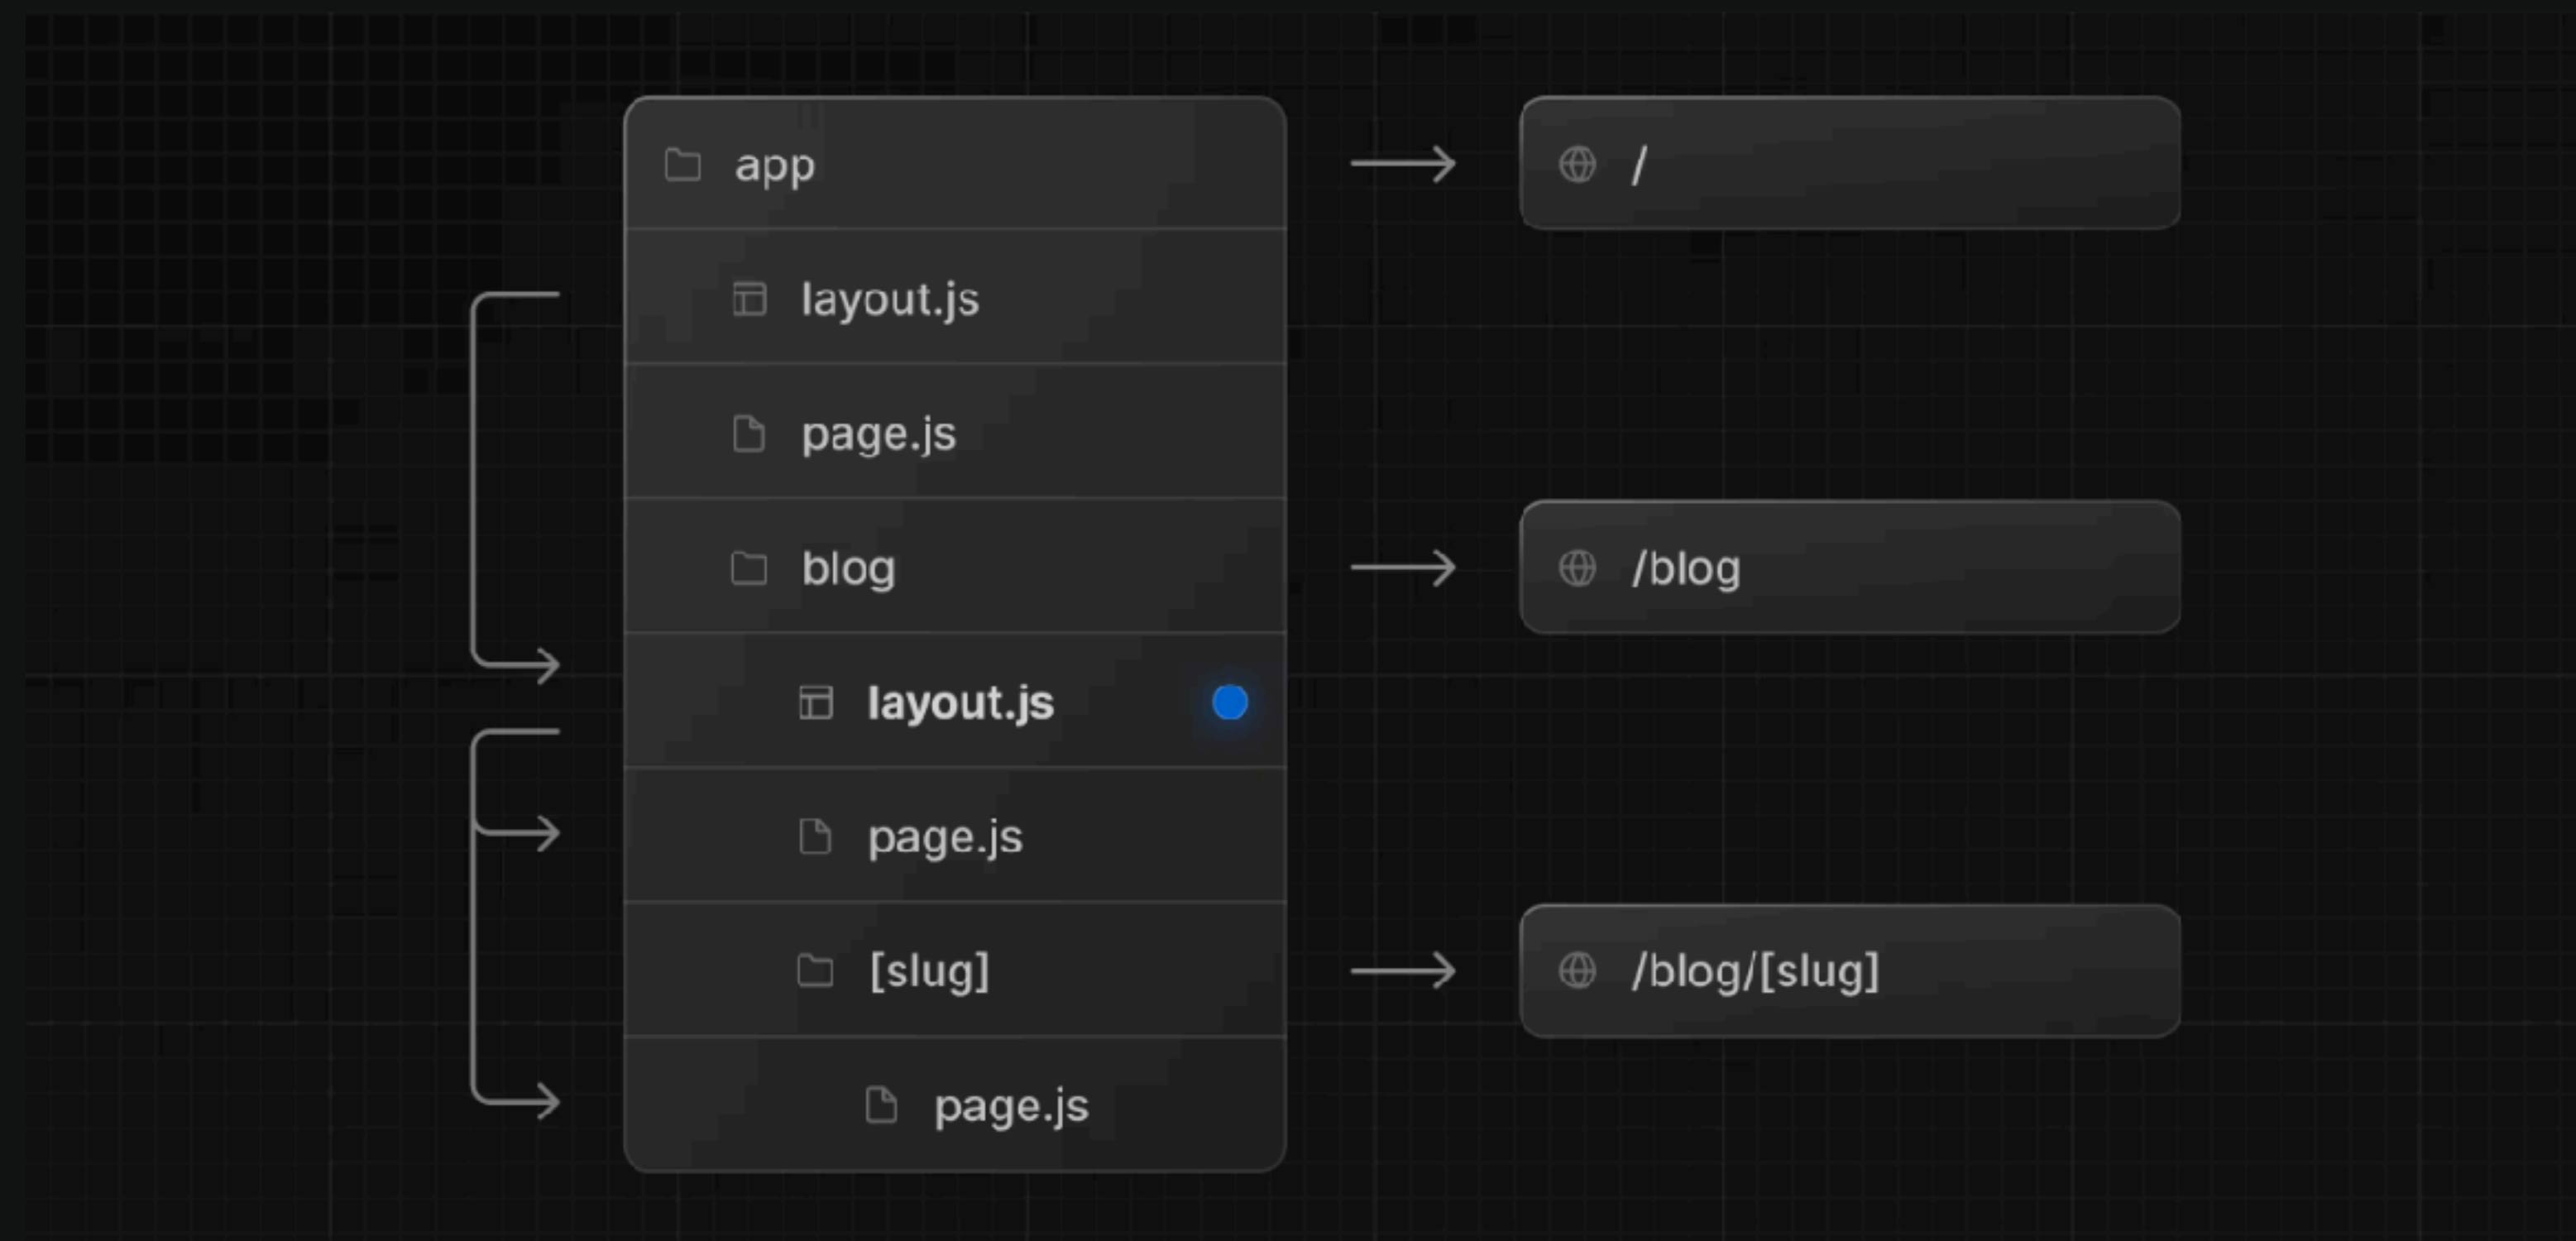 app
/
layout.js
page.js
blog
/blog
layout.js
page.js
[slug]
/blog/[slug]
page.js